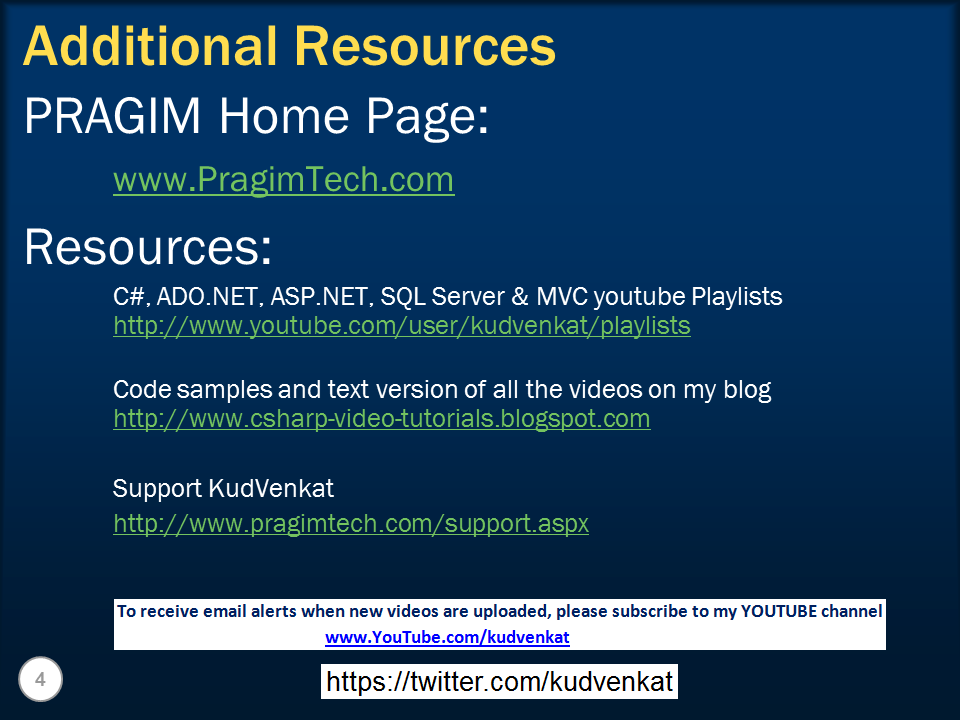 Additional Resources
PRAGIM Home Page:
www.PragimTech.com
Resources:
C#, ADO.NET, ASP.NET, SQL Server & MVC youtube Playlists
http://www.youtube.com/user/kudvenkat/playlists
Code samples and text version of all the videos on my blog
http://www.csharp-video-tutorials.blogspot.com
Support KudVenkat
http://www.pragimtech.com/support.aspx
To receive email alerts when new videos are uploaded, please subscribe to my YOUTUBE channel
www.YouTube.com/kudvenkat
4
https://twitter.com/kudvenkat